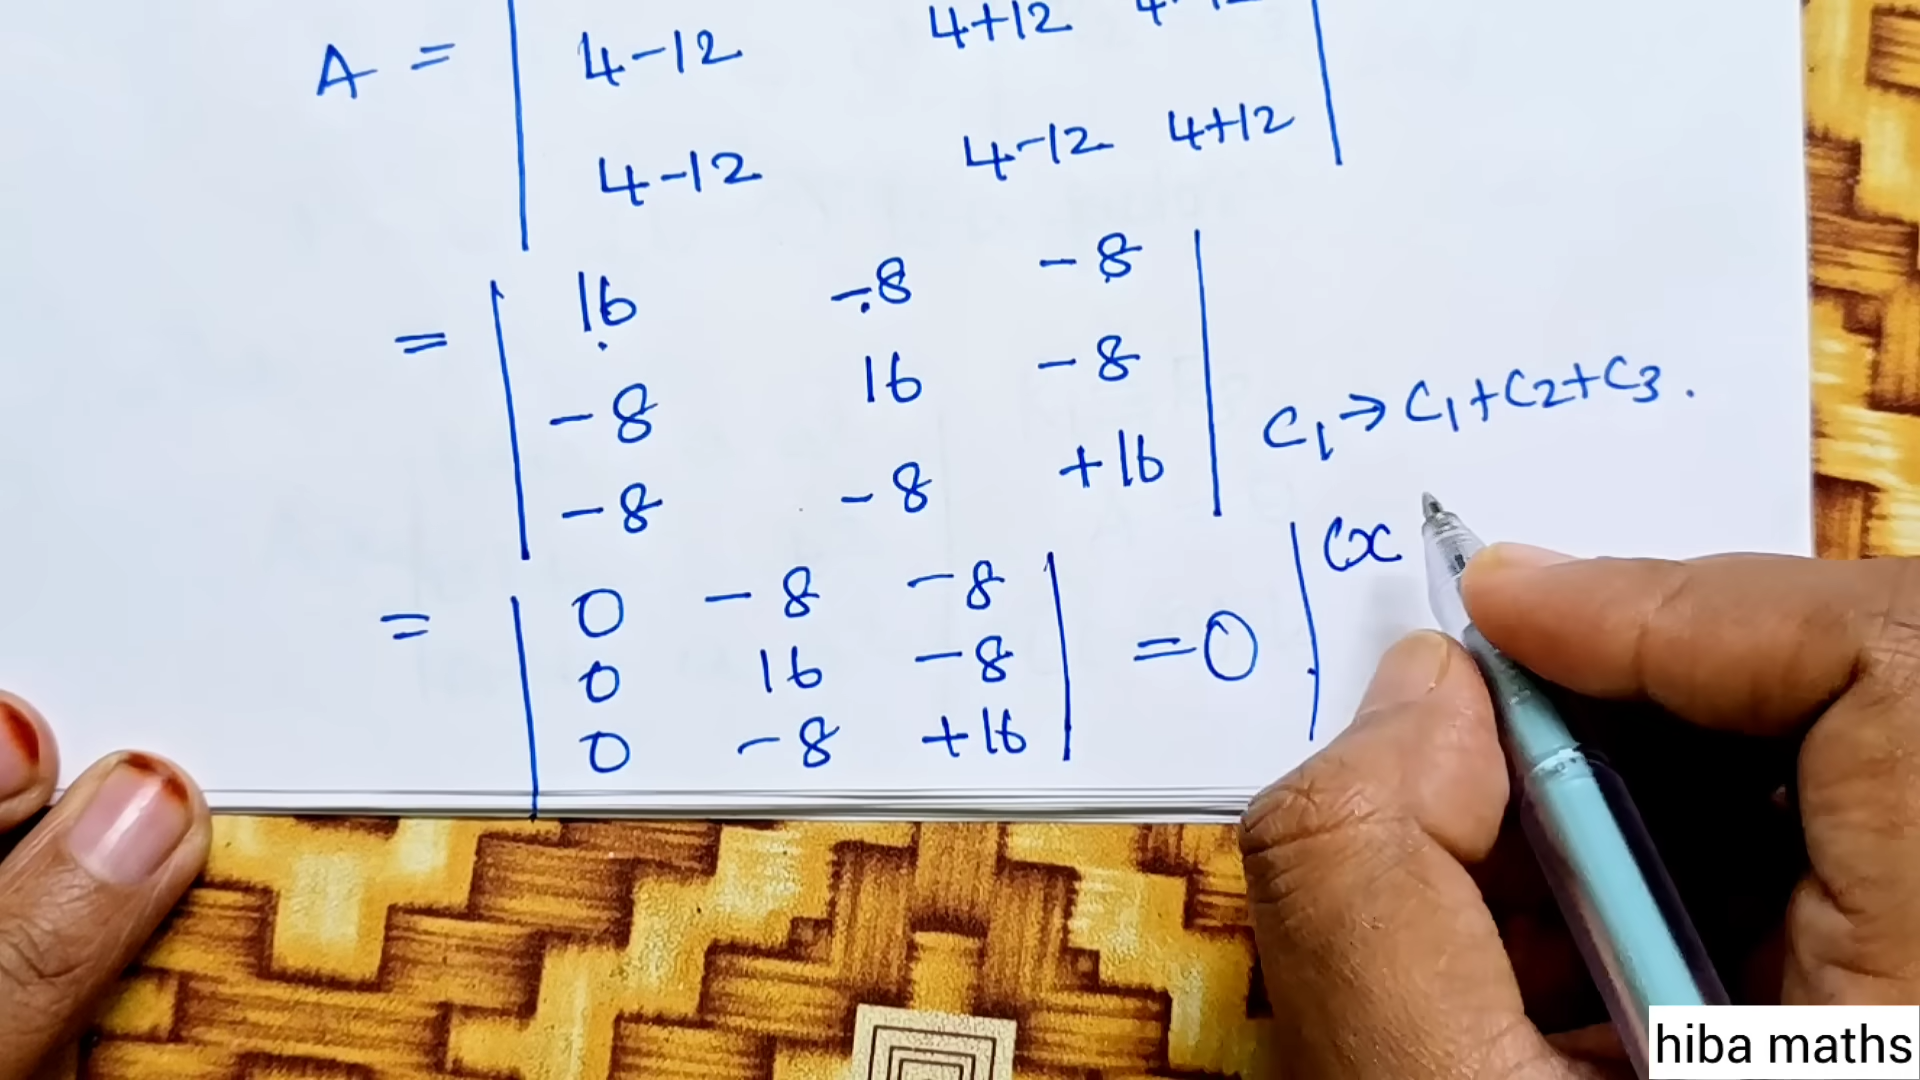 A = | 4-12 4+12
4-12 4-12 4+12 |
= | 16 -8 -8 |
-8 16 -8
-8 -8 +16
C1→C1+C2+C3.
= | 0 -8 -8 | = 0 | (x
0 16 -8
0 -8 +16
hiba maths